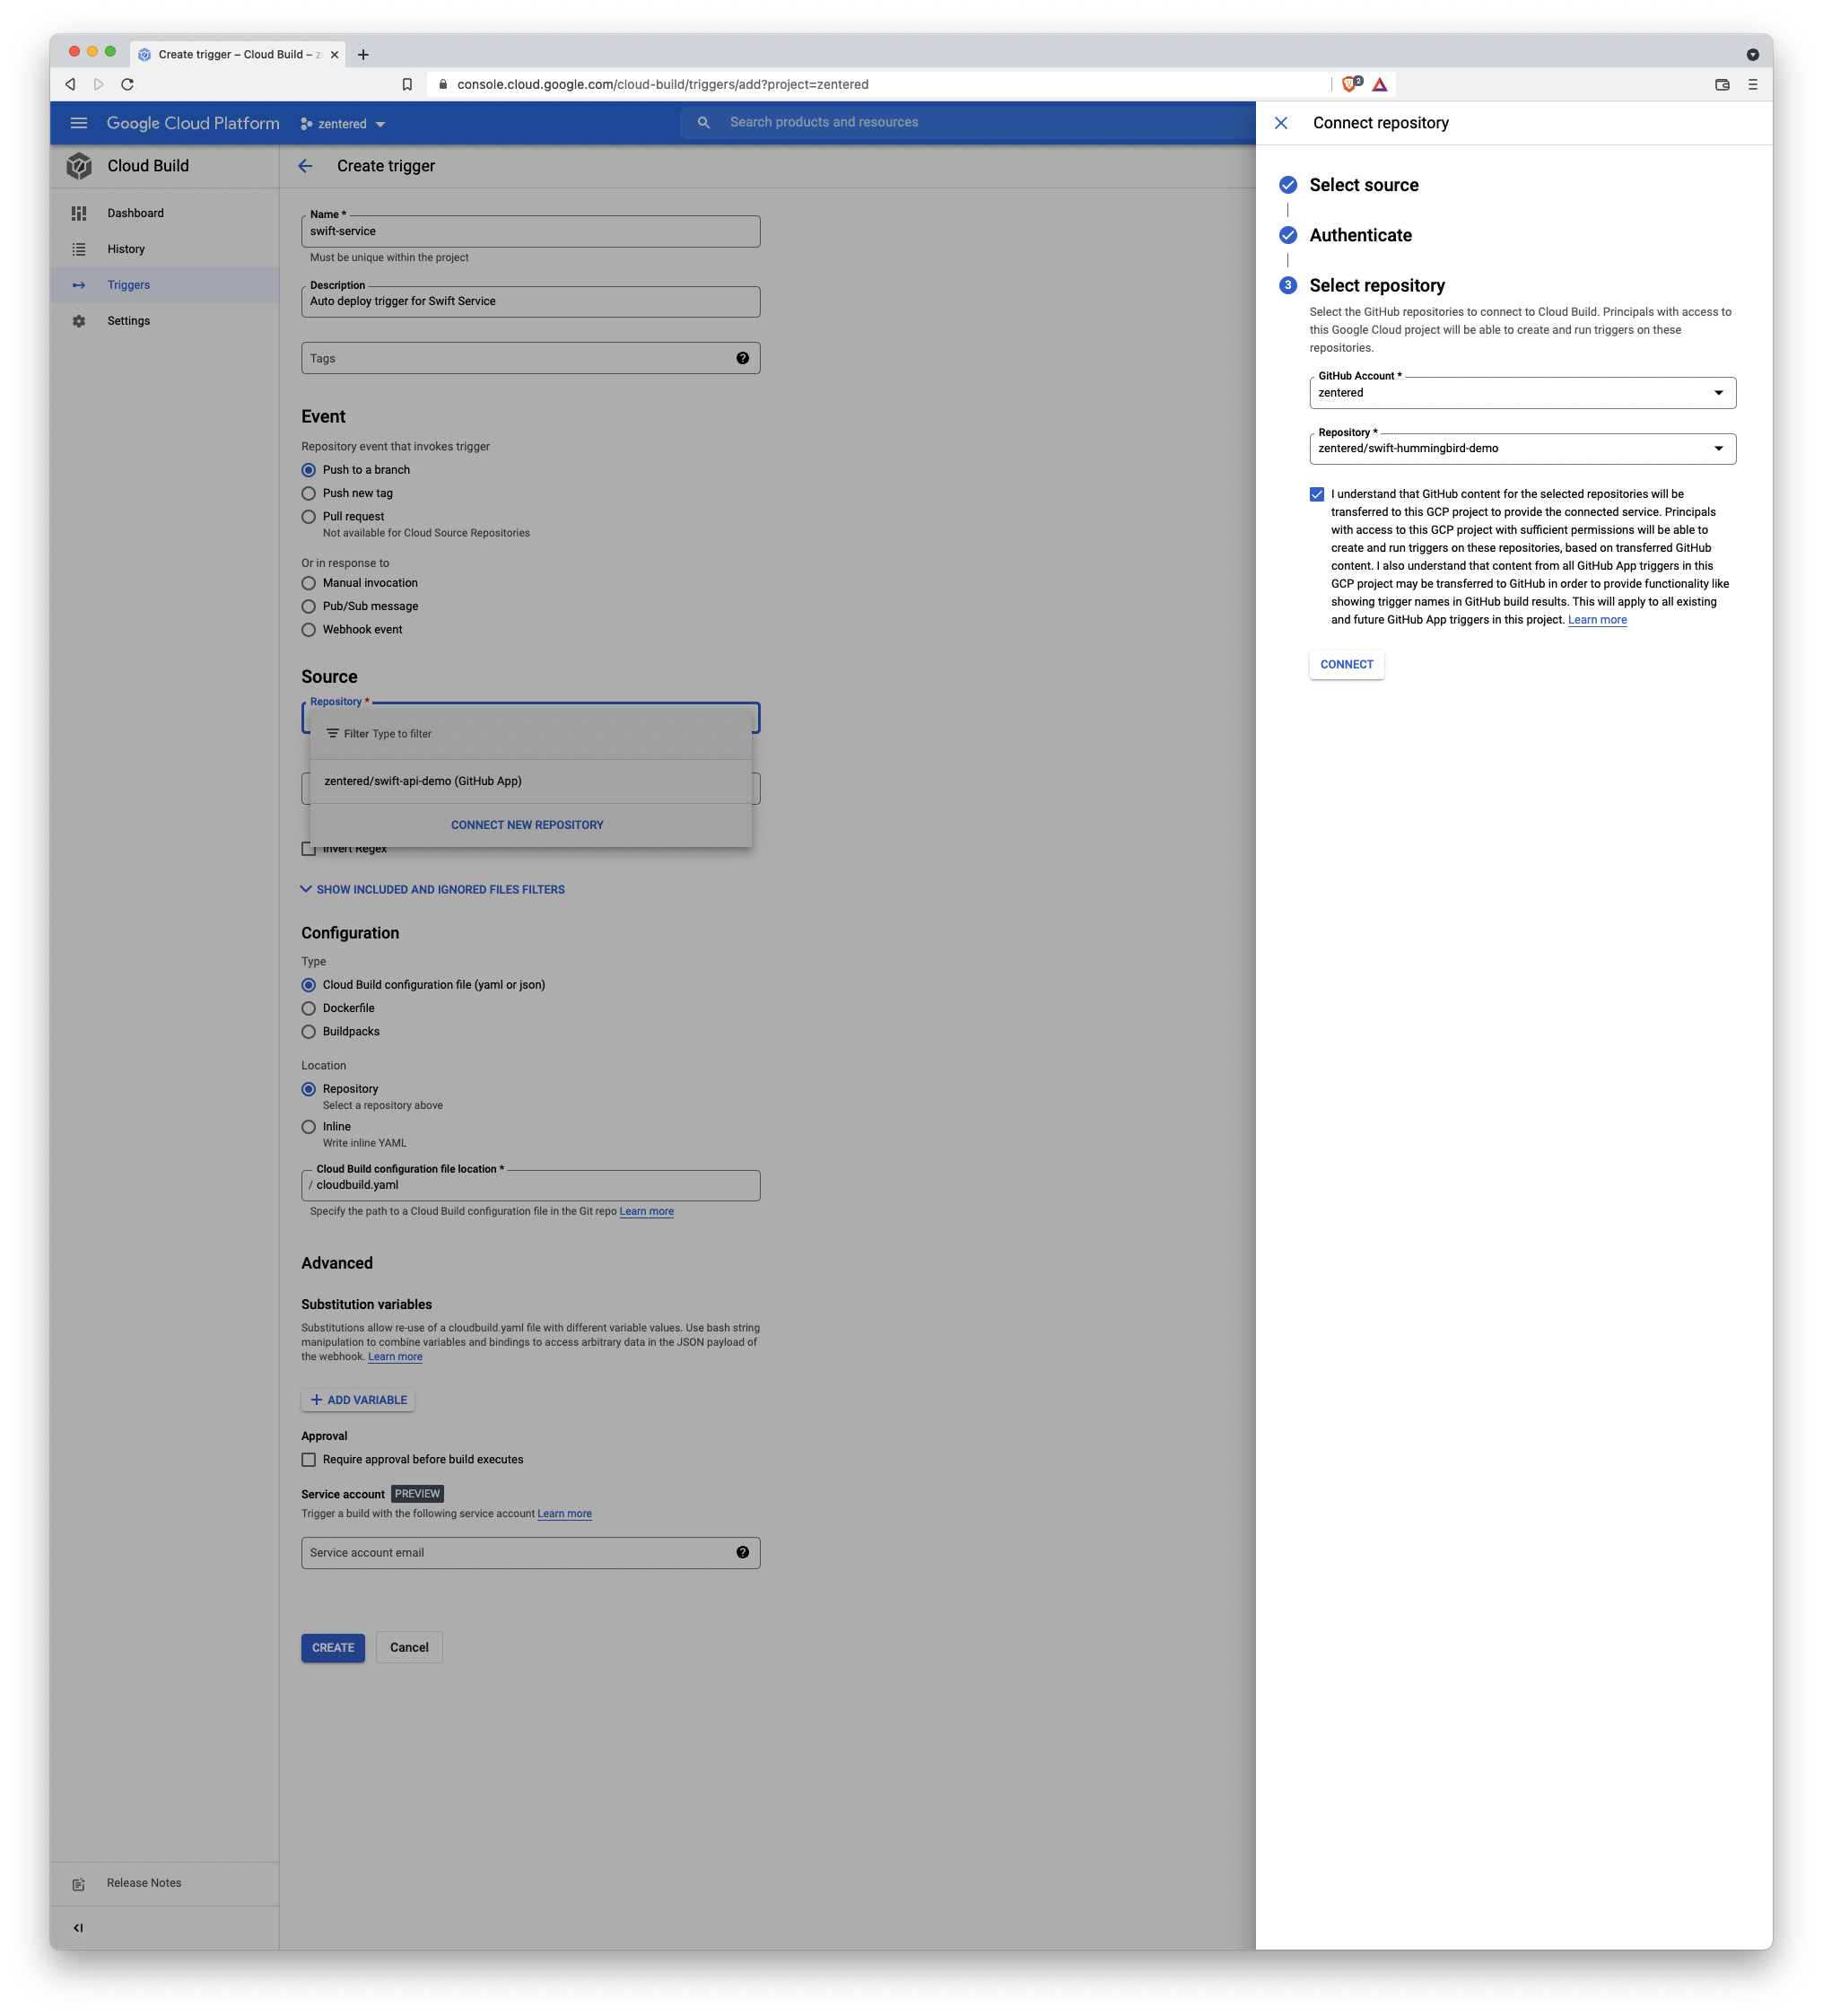 Create trigger – Cloud Build – z
console.cloud.google.com/cloud-build/triggers/add?project=zentered
2
Google Cloud Platform
zentered
Search products and resources
Cloud Build
Dashboard
History
Triggers
Settings
Release Notes
Create trigger
Name *
swift-service
Must be unique within the project
Description
Auto deploy trigger for Swift Service
Tags
Event
Repository event that invokes trigger
Push to a branch
Push new tag
Pull request
Not available for Cloud Source Repositories
Or in response to
Manual invocation
Pub/Sub message
Webhook event
Source
Repository *
Filter Type to filter
zentered/swift-api-demo (GitHub App)
CONNECT NEW REPOSITORY
Invert Regex
SHOW INCLUDED AND IGNORED FILES FILTERS
Configuration
Type
Cloud Build configuration file (yaml or json)
Dockerfile
Buildpacks
Location
Repository
Select a repository above
Inline
Write inline YAML
Cloud Build configuration file location *
/ cloudbuild.yaml
Specify the path to a Cloud Build configuration file in the Git repo Learn more
Advanced
Substitution variables
Substitutions allow re-use of a cloudbuild.yaml file with different variable values. Use bash string
manipulation to combine variables and bindings to access arbitrary data in the JSON payload of
the webhook. Learn more
ADD VARIABLE
Approval
Require approval before build executes
Service account PREVIEW
Trigger a build with the following service account Learn more
Service account email
CREATE Cancel
Connect repository
Select source
Authenticate
3 Select repository
Select the GitHub repositories to connect to Cloud Build. Principals with access to
this Google Cloud project will be able to create and run triggers on these
repositories.
GitHub Account *
zentered
Repository *
zentered/swift-hummingbird-demo
I understand that GitHub content for the selected repositories will be
transferred to this GCP project to provide the connected service. Principals
with access to this GCP project with sufficient permissions will be able to
create and run triggers on these repositories, based on transferred GitHub
content. I also understand that content from all GitHub App triggers in this
GCP project may be transferred to GitHub in order to provide functionality like
showing trigger names in GitHub build results. This will apply to all existing
and future GitHub App triggers in this project. Learn more
CONNECT